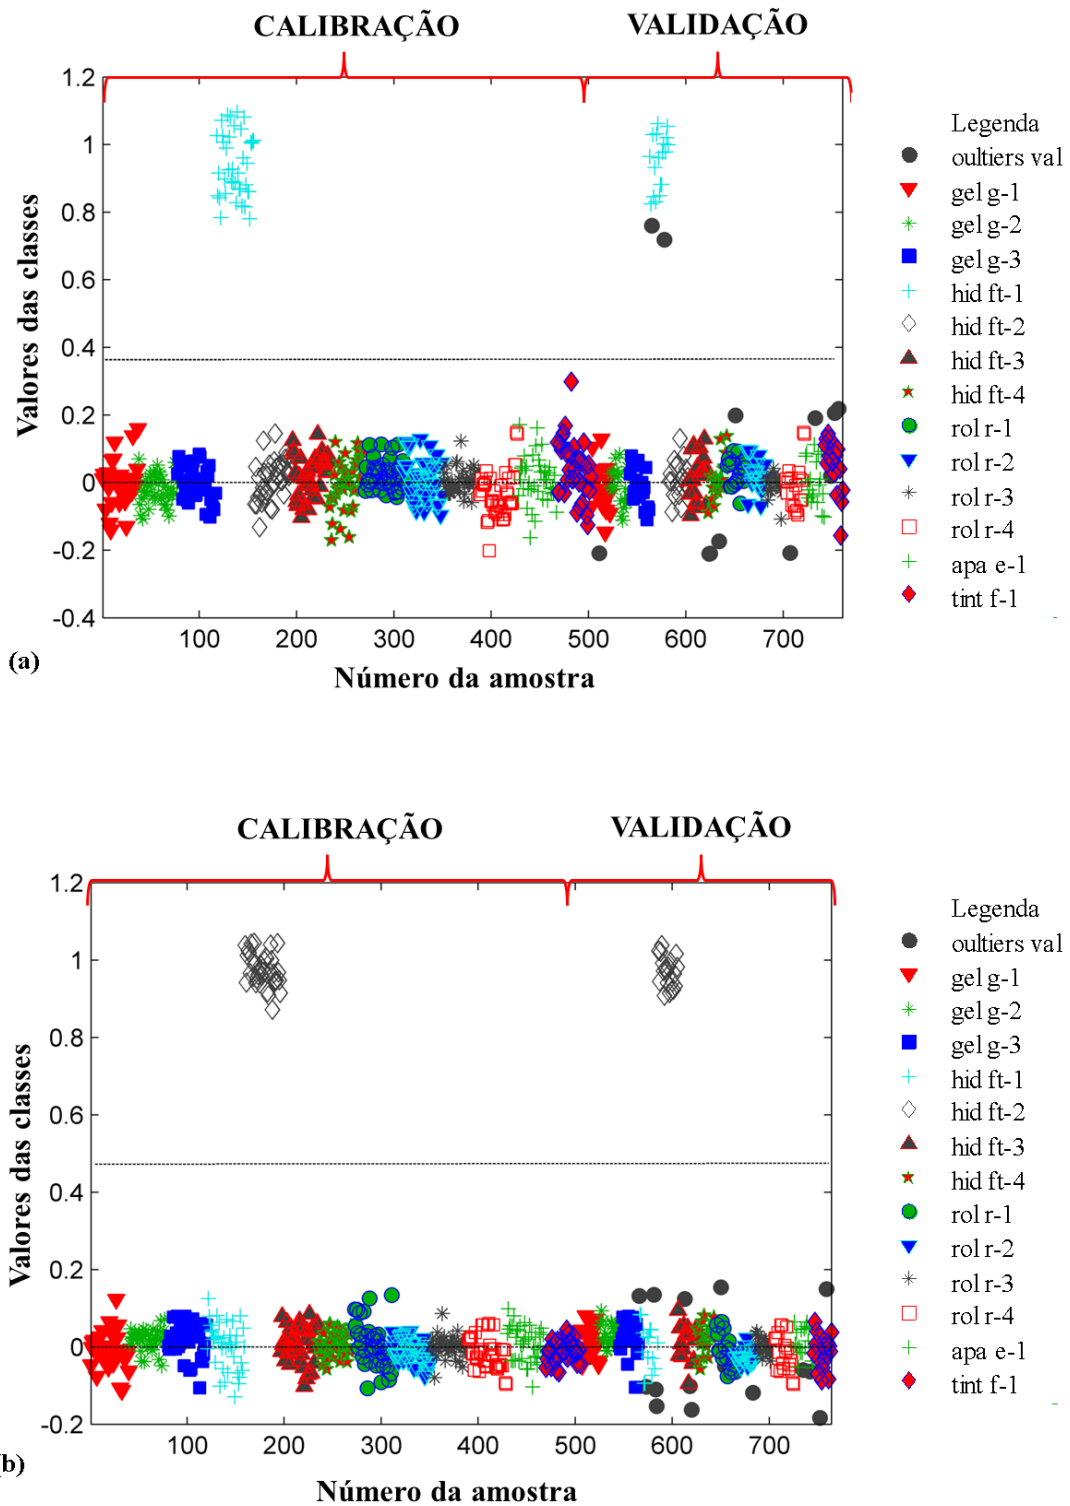 CALIBRAÇÃO VALIDAÇÃO
1.2
1
0.8
0.6
0.4
0.2
0
-0.2
-0.4
Valores das classes
100 200 300 400 500 600 700
Número da amostra
(a)
Legenda
oultiers val
gel g-1
gel g-2
gel g-3
hid ft-1
hid ft-2
hid ft-3
hid ft-4
rol r-1
rol r-2
rol r-3
rol r-4
apa e-1
tint f-1
CALIBRAÇÃO VALIDAÇÃO
1.2
1
0.8
0.6
0.4
0.2
0
-0.2
Valores das classes
100 200 300 400 500 600 700
Número da amostra
(b)
Legenda
oultiers val
gel g-1
gel g-2
gel g-3
hid ft-1
hid ft-2
hid ft-3
hid ft-4
rol r-1
rol r-2
rol r-3
rol r-4
apa e-1
tint f-1